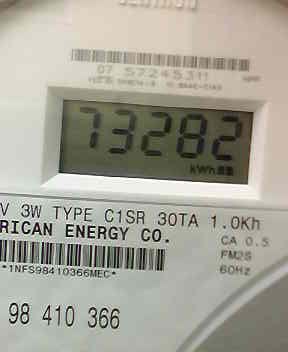 07 57245311
73282
kWh
V 3W TYPE C1SR 30TA 1.0Kh
RICAN ENERGY CO.
CA 0.5
FM2S
60Hz
*1NFS98410366MEC*
98 410 366